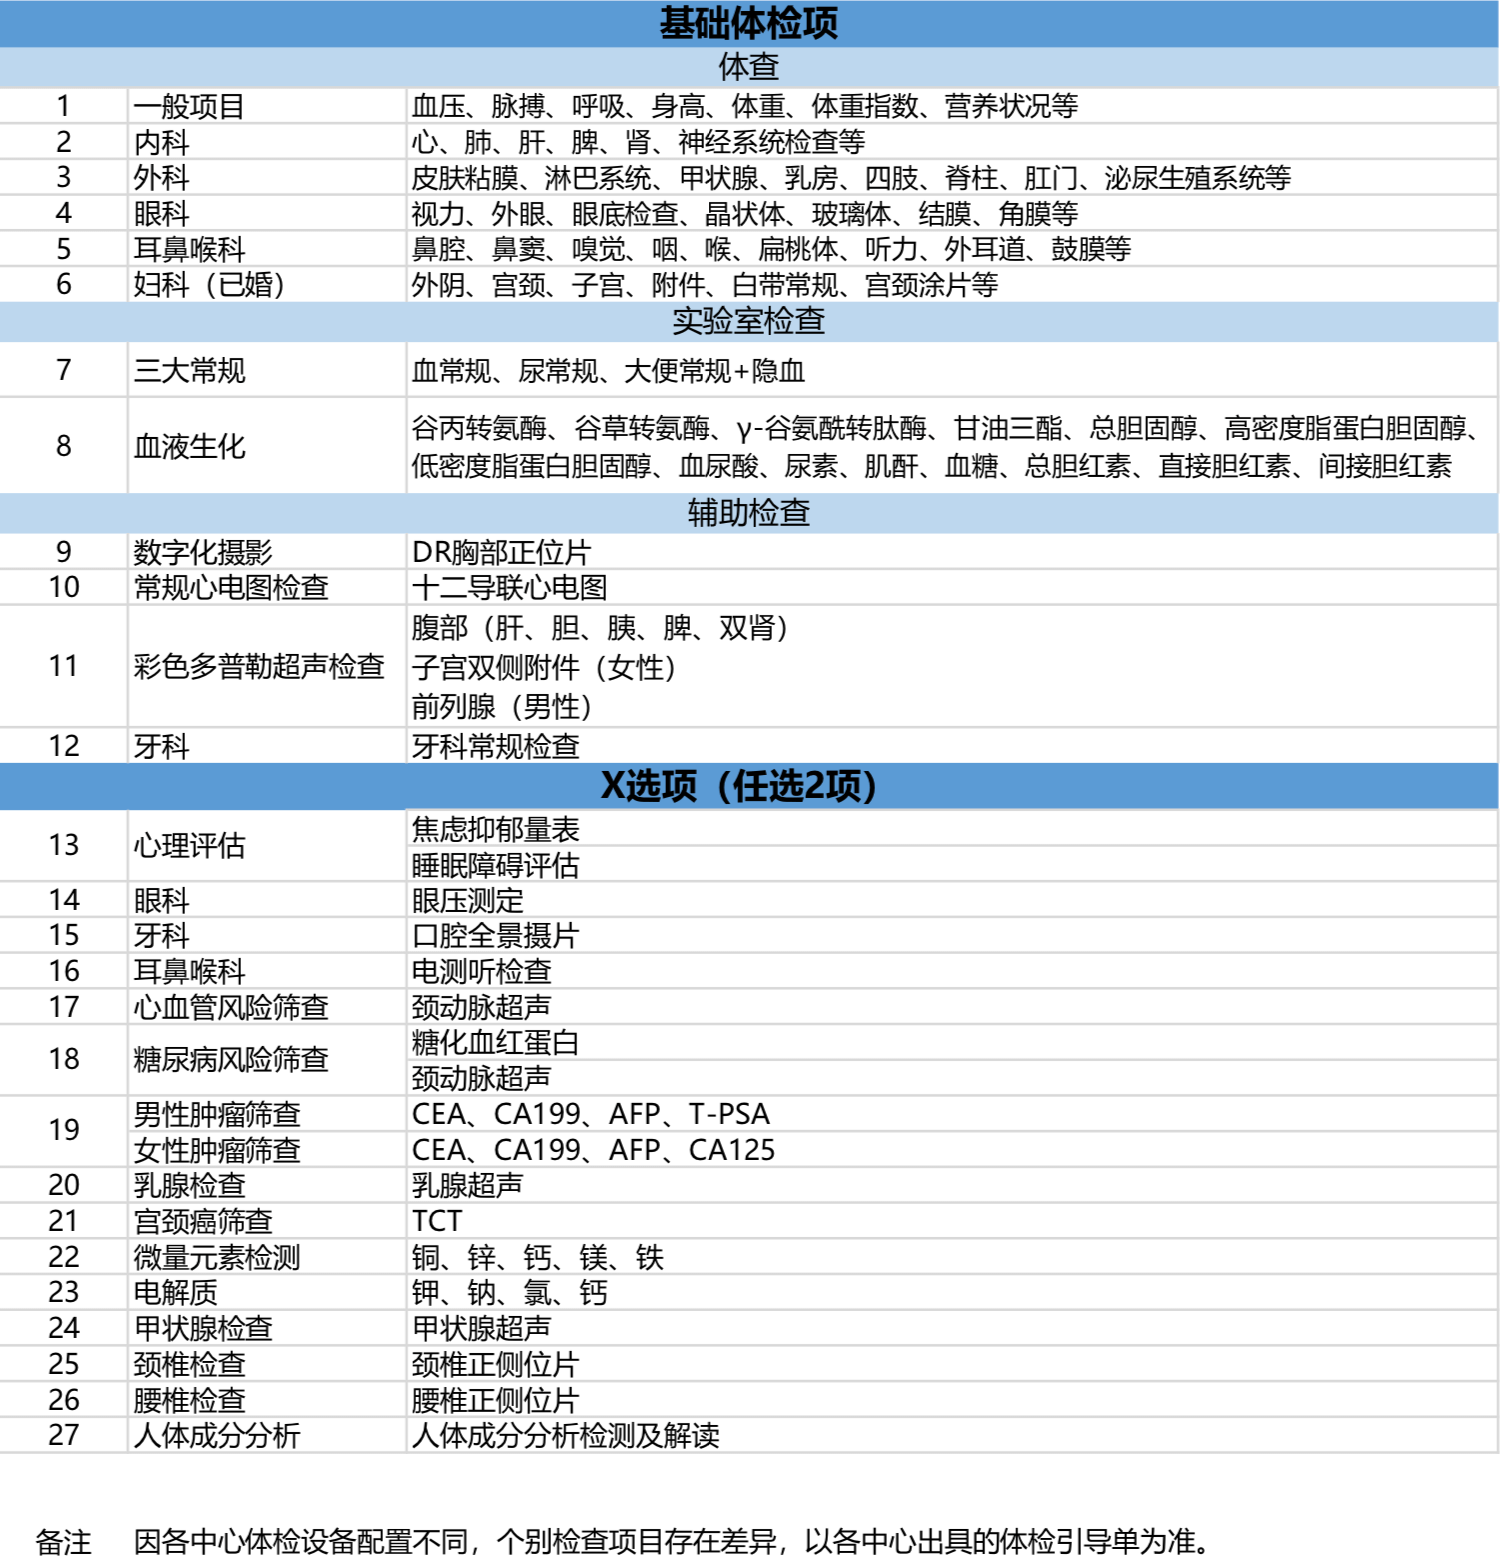 基础体检项
体查
1 一般项目 血压、脉搏、呼吸、身高、体重、体重指数、营养状况等
2 内科 心、肺、肝、脾、肾、神经系统检查等
3 外科 皮肤粘膜、淋巴系统、甲状腺、乳房、四肢、脊柱、肛门、泌尿生殖系统等
4 眼科 视力、外眼、眼底检查、晶状体、玻璃体、结膜、角膜等
5 耳鼻喉科 鼻腔、鼻窦、嗅觉、咽、喉、扁桃体、听力、外耳道、鼓膜等
6 妇科（已婚） 外阴、宫颈、子宫、附件、白带常规、宫颈涂片等
实验室检查
7 三大常规 血常规、尿常规、大便常规+隐血
8 血液生化 谷丙转氨酶、谷草转氨酶、γ-谷氨酰转肽酶、甘油三酯、总胆固醇、高密度脂蛋白胆固醇、
低密度脂蛋白胆固醇、血尿酸、尿素、肌酐、血糖、总胆红素、直接胆红素、间接胆红素
辅助检查
9 数字化摄影 DR胸部正位片
10 常规心电图检查 十二导联心电图
11 彩色多普勒超声检查 腹部（肝、胆、胰、脾、双肾）
子宫双侧附件（女性）
前列腺（男性）
12 牙科 牙科常规检查
X选项（任选2项）
13 心理评估 焦虑抑郁量表
睡眠障碍评估
14 眼科 眼压测定
15 牙科 口腔全景摄片
16 耳鼻喉科 电测听检查
17 心血管风险筛查 颈动脉超声
18 糖尿病风险筛查 糖化血红蛋白
颈动脉超声
19 男性肿瘤筛查 CEA、CA199、AFP、T-PSA
女性肿瘤筛查 CEA、CA199、AFP、CA125
20 乳腺检查 乳腺超声
21 宫颈癌筛查 TCT
22 微量元素检测 铜、锌、钙、镁、铁
23 电解质 钾、钠、氯、钙
24 甲状腺检查 甲状腺超声
25 颈椎检查 颈椎正侧位片
26 腰椎检查 腰椎正侧位片
27 人体成分分析 人体成分分析检测及解读
备注 因各中心体检设备配置不同，个别检查项目存在差异，以各中心出具的体检引导单为准。